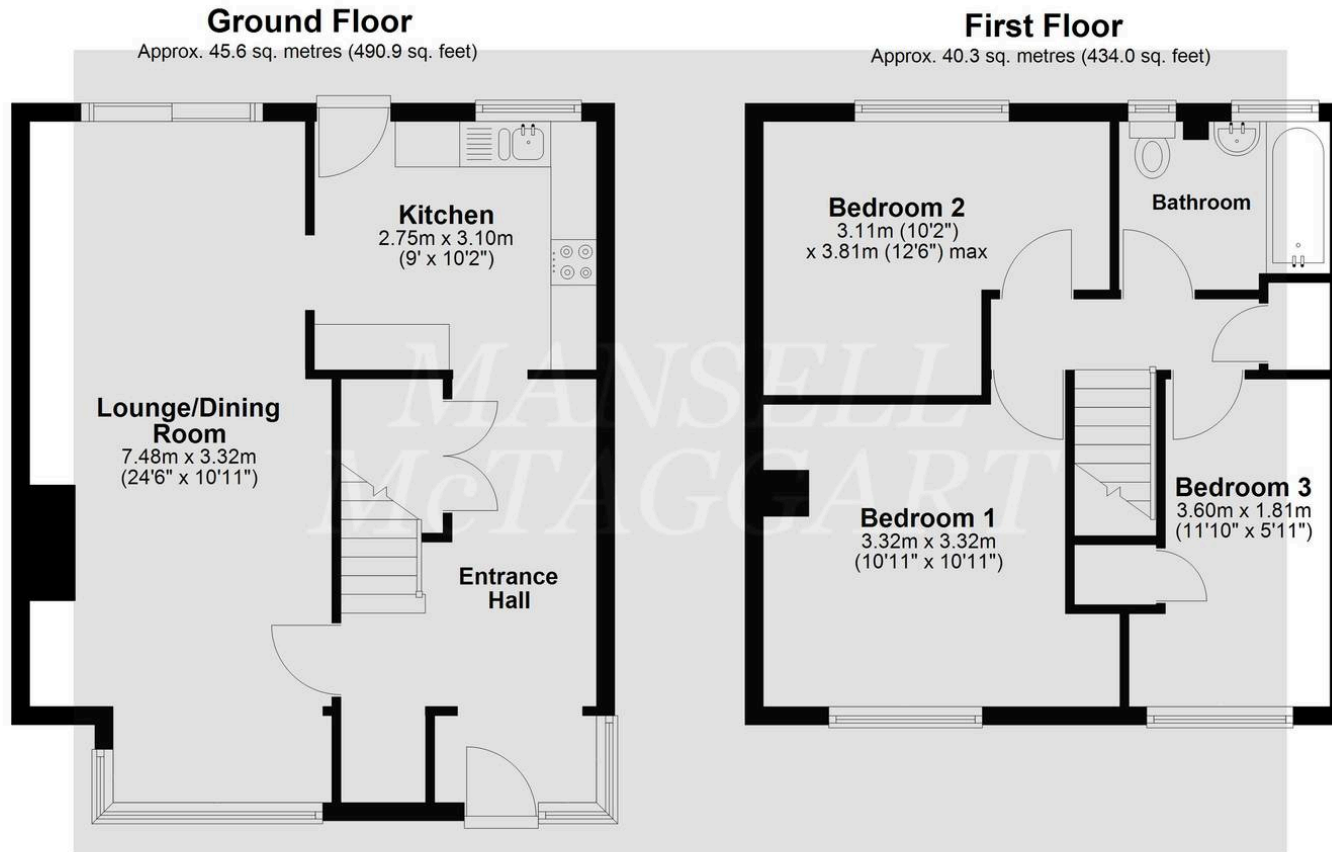 Ground Floor
Approx. 45.6 sq. metres (490.9 sq. feet)
Kitchen
2.75m x 3.10m
(9' x 10'2")
Lounge/Dining
Room
7.48m x 3.32m
(24'6" x 10'11")
Entrance
Hall
First Floor
Approx. 40.3 sq. metres (434.0 sq. feet)
Bedroom 2
3.11m (10'2")
x 3.81m (12'6") max
Bathroom
Bedroom 1
3.32m x 3.32m
(10'11" x 10'11")
Bedroom 3
3.60m x 1.81m
(11'10" x 5'11")
MANSELL
McTAGGART